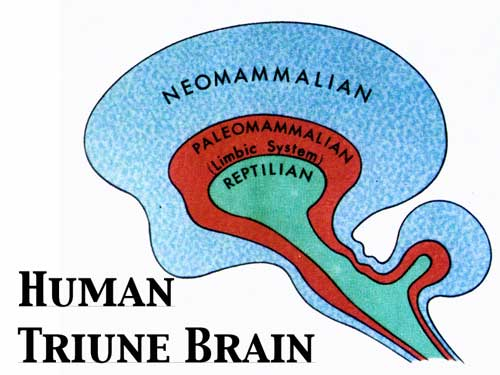 NEOMAMMALIAN
PALEOMAMMALIAN
(Limbic System)
REPTILIAN
HUMAN
TRIUNE BRAIN